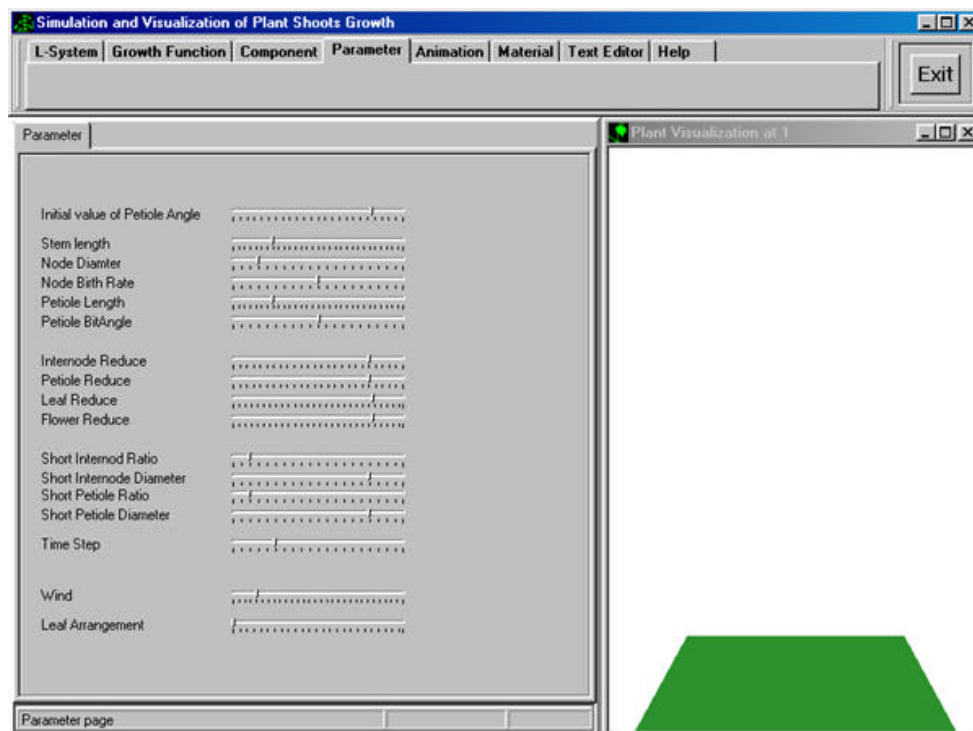 Simulation and Visualization of Plant Shoots Growth
L-System Growth Function Component Parameter Animation Material Text Editor Help
Exit
Parameter
Plant Visualization at 1
Initial value of Petiole Angle
Stem length
Node Diamter
Node Birth Rate
Petiole Length
Petiole BitAngle
Internode Reduce
Petiole Reduce
Leaf Reduce
Flower Reduce
Short Internod Ratio
Short Internode Diameter
Short Petiole Ratio
Short Petiole Diameter
Time Step
Wind
Leaf Arrangement
Parameter page